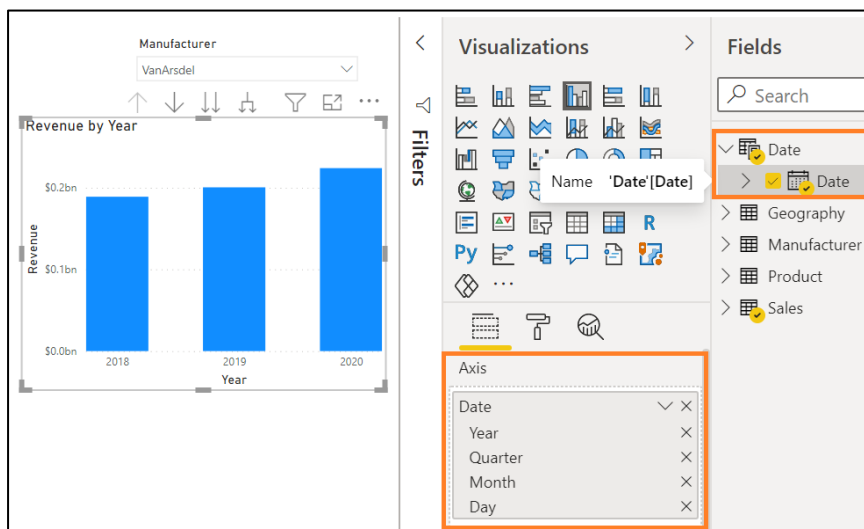 Manufacturer
VanArsdel
Revenue by Year
$0.2bn
$0.1bn
$0.0bn
Revenue
2018 2019 2020
Year
Filters
Visualizations
R
Py
Name 'Date'[Date]
Axis
Date
Year
Quarter
Month
Day
Fields
Search
Date
Date
Geography
Manufacturer
Product
Sales